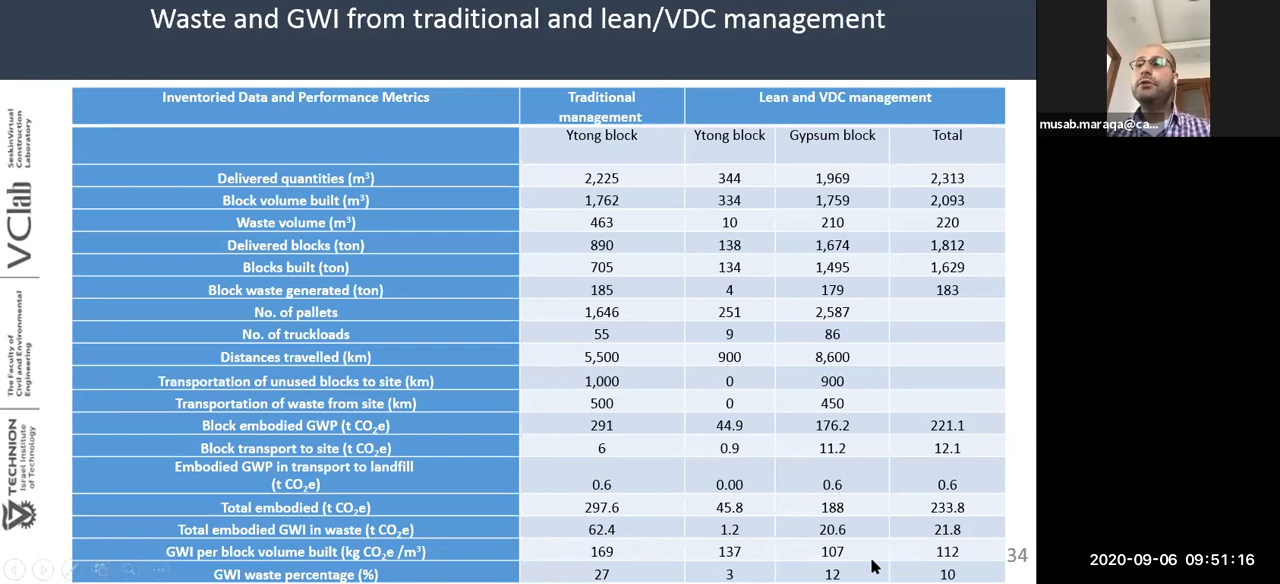 Waste and GWI from traditional and lean/VDC management
Inventoried Data and Performance Metrics Traditional management Lean and VDC management
Ytong block Ytong block Gypsum block Total
Delivered quantities (m³) 2,225 344 1,969 2,313
Block volume built (m³) 1,762 334 1,759 2,093
Waste volume (m³) 463 10 210 220
Delivered blocks (ton) 890 138 1,674 1,812
Blocks built (ton) 705 134 1,495 1,629
Block waste generated (ton) 185 4 179 183
No. of pallets 1,646 251 2,587
No. of truckloads 55 9 86
Distances travelled (km) 5,500 900 8,600
Transportation of unused blocks to site (km) 1,000 0 900
Transportation of waste from site (km) 500 0 450
Block embodied GWP (t CO₂e) 291 44.9 176.2 221.1
Block transport to site (t CO₂e) 6 0.9 11.2 12.1
Embodied GWP in transport to landfill
(t CO₂e) 0.6 0.00 0.6 0.6
Total embodied (t CO₂e) 297.6 45.8 188 233.8
Total embodied GWI in waste (t CO₂e) 62.4 1.2 20.6 21.8
GWI per block volume built (kg CO₂e /m³) 169 137 107 112
GWI waste percentage (%) 27 3 12 10
34
VClab
SeskinVirtual
Construction
Laboratory
The Faculty of
Civil and Environmental
Engineering
TECHNION
Israel Institute
of Technology
musab.maraqa@ca...
2020-09-06 09:51:16